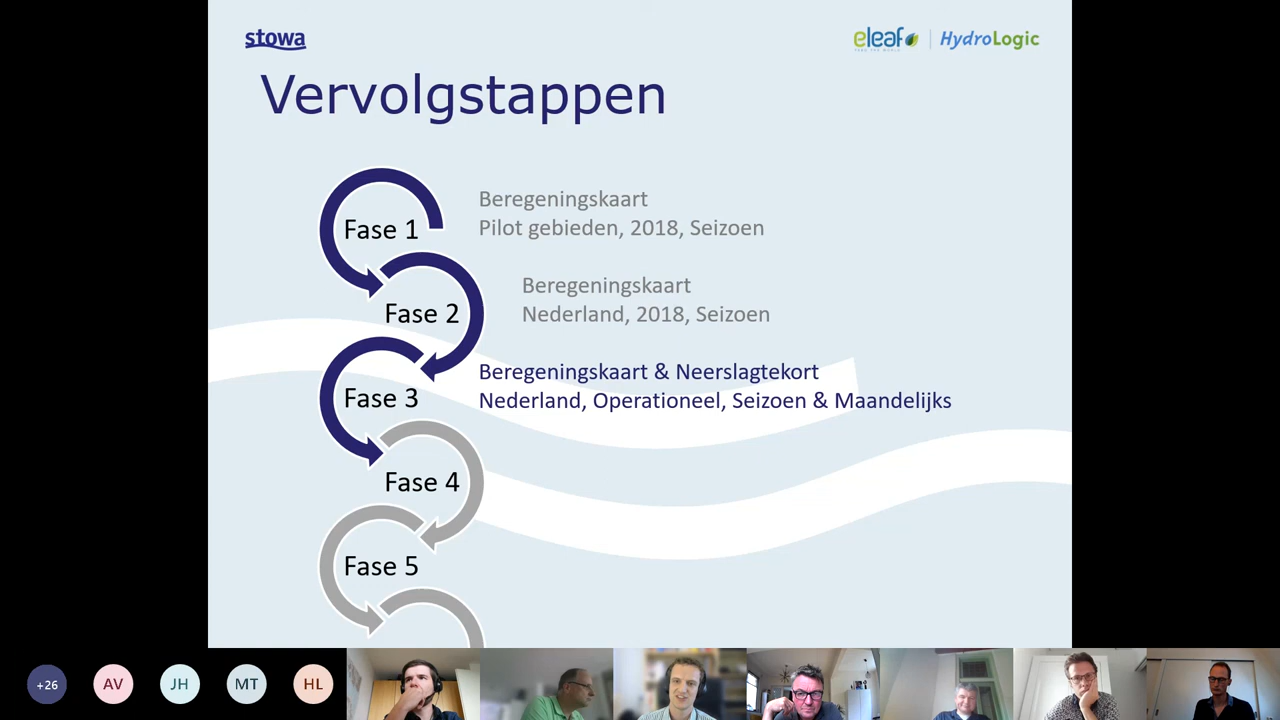 stowa
eleaf
HydroLogic
Vervolgstappen
Fase 1
Beregeningskaart
Pilot gebieden, 2018, Seizoen
Fase 2
Beregeningskaart
Nederland, 2018, Seizoen
Fase 3
Beregeningskaart & Neerslagtekort
Nederland, Operationeel, Seizoen & Maandelijks
Fase 4
Fase 5
+26
AV
JH
MT
HL